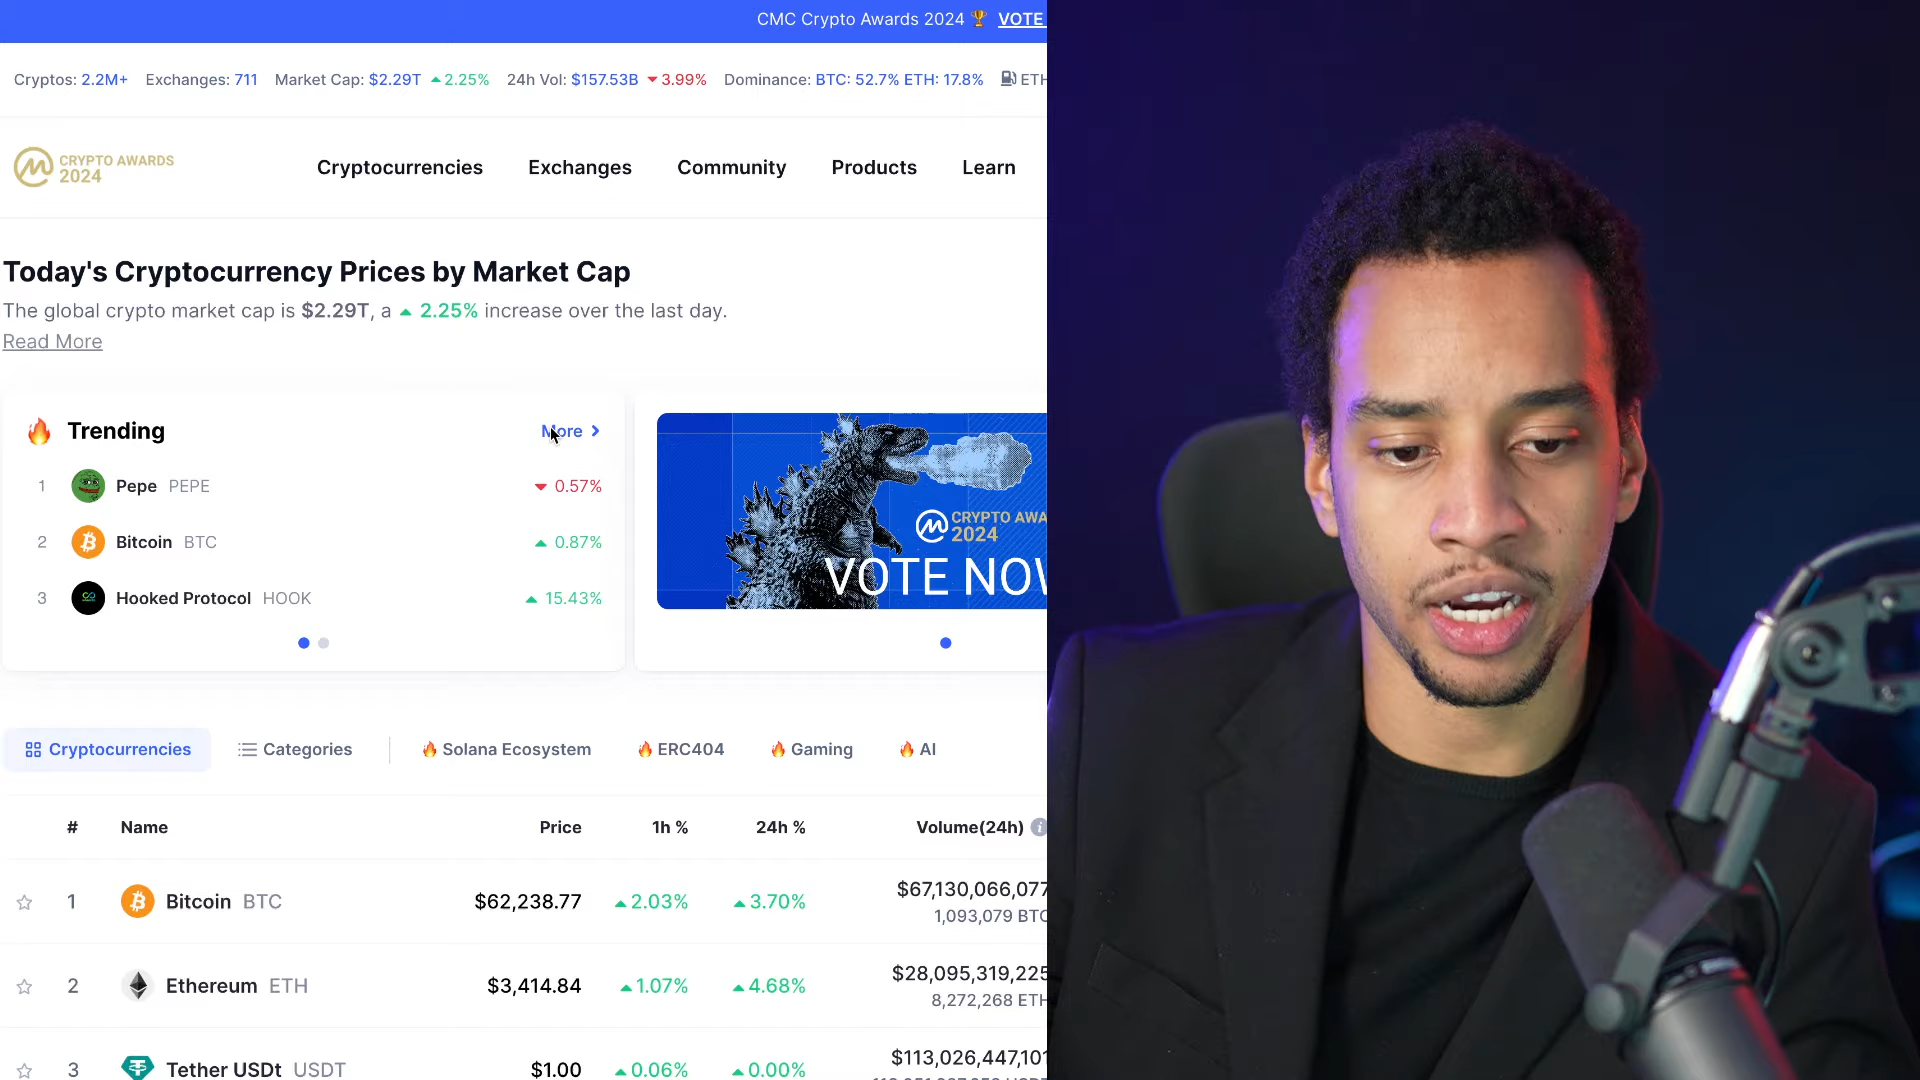 CMC Crypto Awards 2024 🏆 VOTE
Cryptos: 2.2M+ Exchanges: 711 Market Cap: $2.29T 2.25% 24h Vol: $157.53B 3.99% Dominance: BTC: 52.7% ETH: 17.8% ETH
CRYPTO AWARDS
2024
Cryptocurrencies Exchanges Community Products Learn
Today's Cryptocurrency Prices by Market Cap
The global crypto market cap is $2.29T, a 2.25% increase over the last day.
Read More
Trending More
1 Pepe PEPE 0.57%
2 Bitcoin BTC 0.87%
3 Hooked Protocol HOOK 15.43%
CRYPTO AWA
2024
VOTE NOW
Cryptocurrencies Categories Solana Ecosystem ERC404 Gaming AI
# Name Price 1h % 24h % Volume(24h)
1 Bitcoin BTC $62,238.77 2.03% 3.70% $67,130,066,077
1,093,079 BTC
2 Ethereum ETH $3,414.84 1.07% 4.68% $28,095,319,225
8,272,268 ETH
3 Tether USDt USDT $1.00 0.06% 0.00% $113,026,447,101